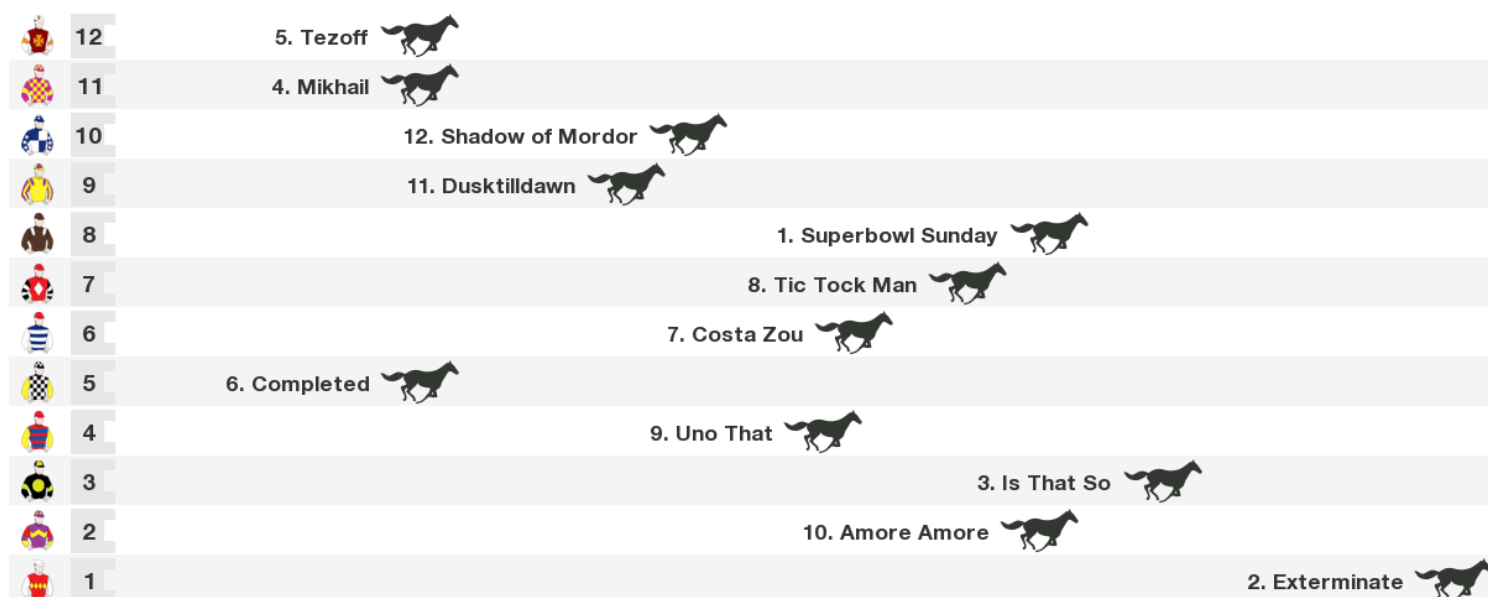 12 5. Tezoff
11 4. Mikhail
10 12. Shadow of Mordor
9 11. Dusktilldawn
8 1. Superbowl Sunday
7 8. Tic Tock Man
6 7. Costa Zou
5 6. Completed
4 9. Uno That
3 3. Is That So
2 10. Amore Amore
1 2. Exterminate